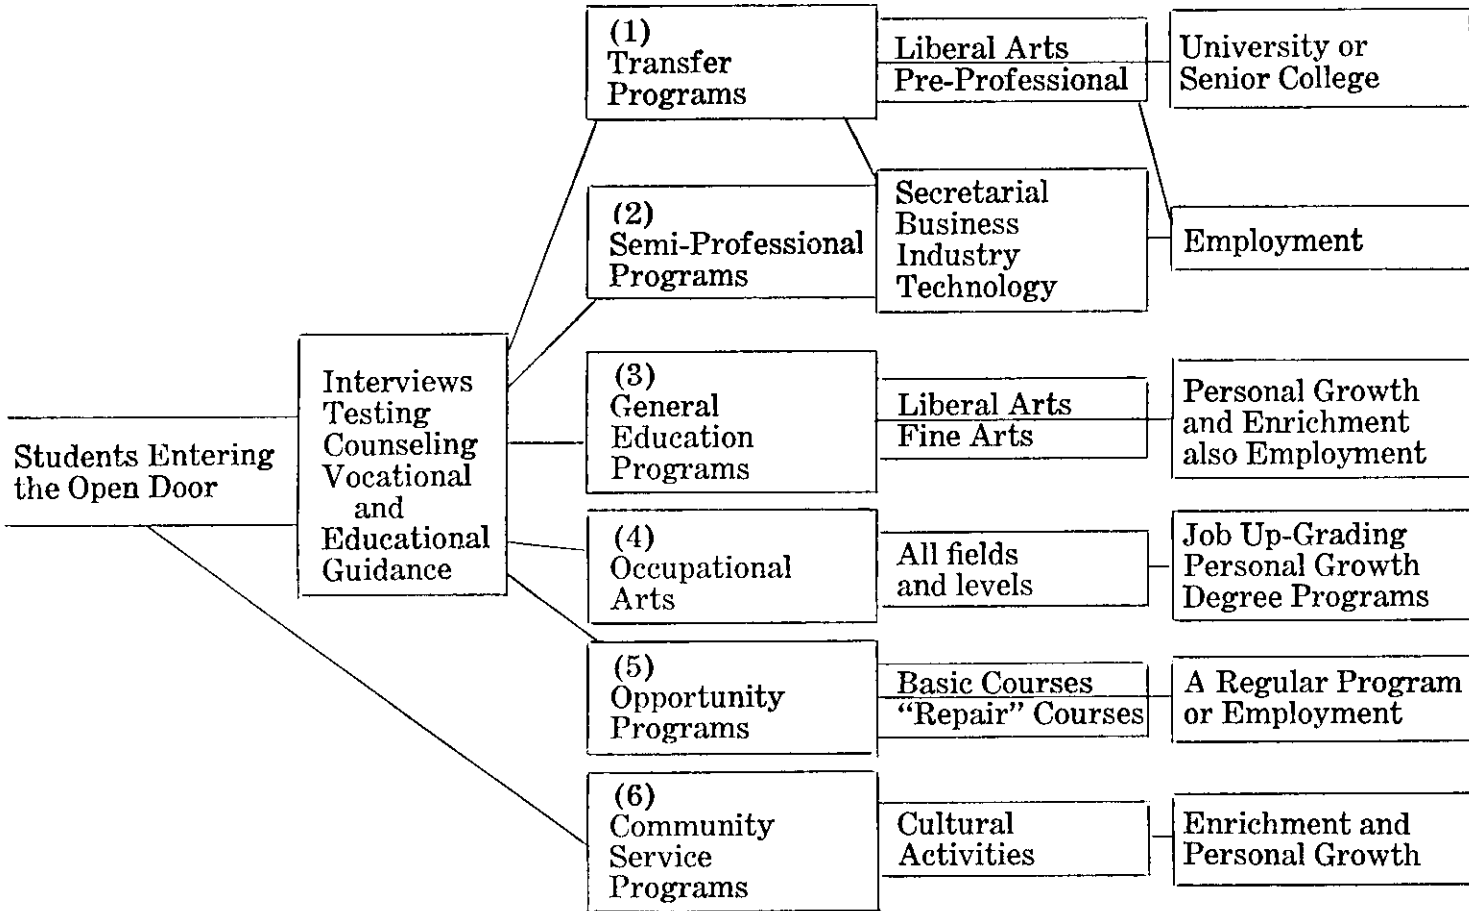 Students Entering
the Open Door
Interviews
Testing
Counseling
Vocational
and
Educational
Guidance
(1)
Transfer
Programs
Liberal Arts
Pre-Professional
University or
Senior College
(2)
Semi-Professional
Programs
Secretarial
Business
Industry
Technology
Employment
(3)
General
Education
Programs
Liberal Arts
Fine Arts
Personal Growth
and Enrichment
also Employment
(4)
Occupational
Arts
All fields
and levels
Job Up-Grading
Personal Growth
Degree Programs
(5)
Opportunity
Programs
Basic Courses
“Repair” Courses
A Regular Program
or Employment
(6)
Community
Service
Programs
Cultural
Activities
Enrichment and
Personal Growth